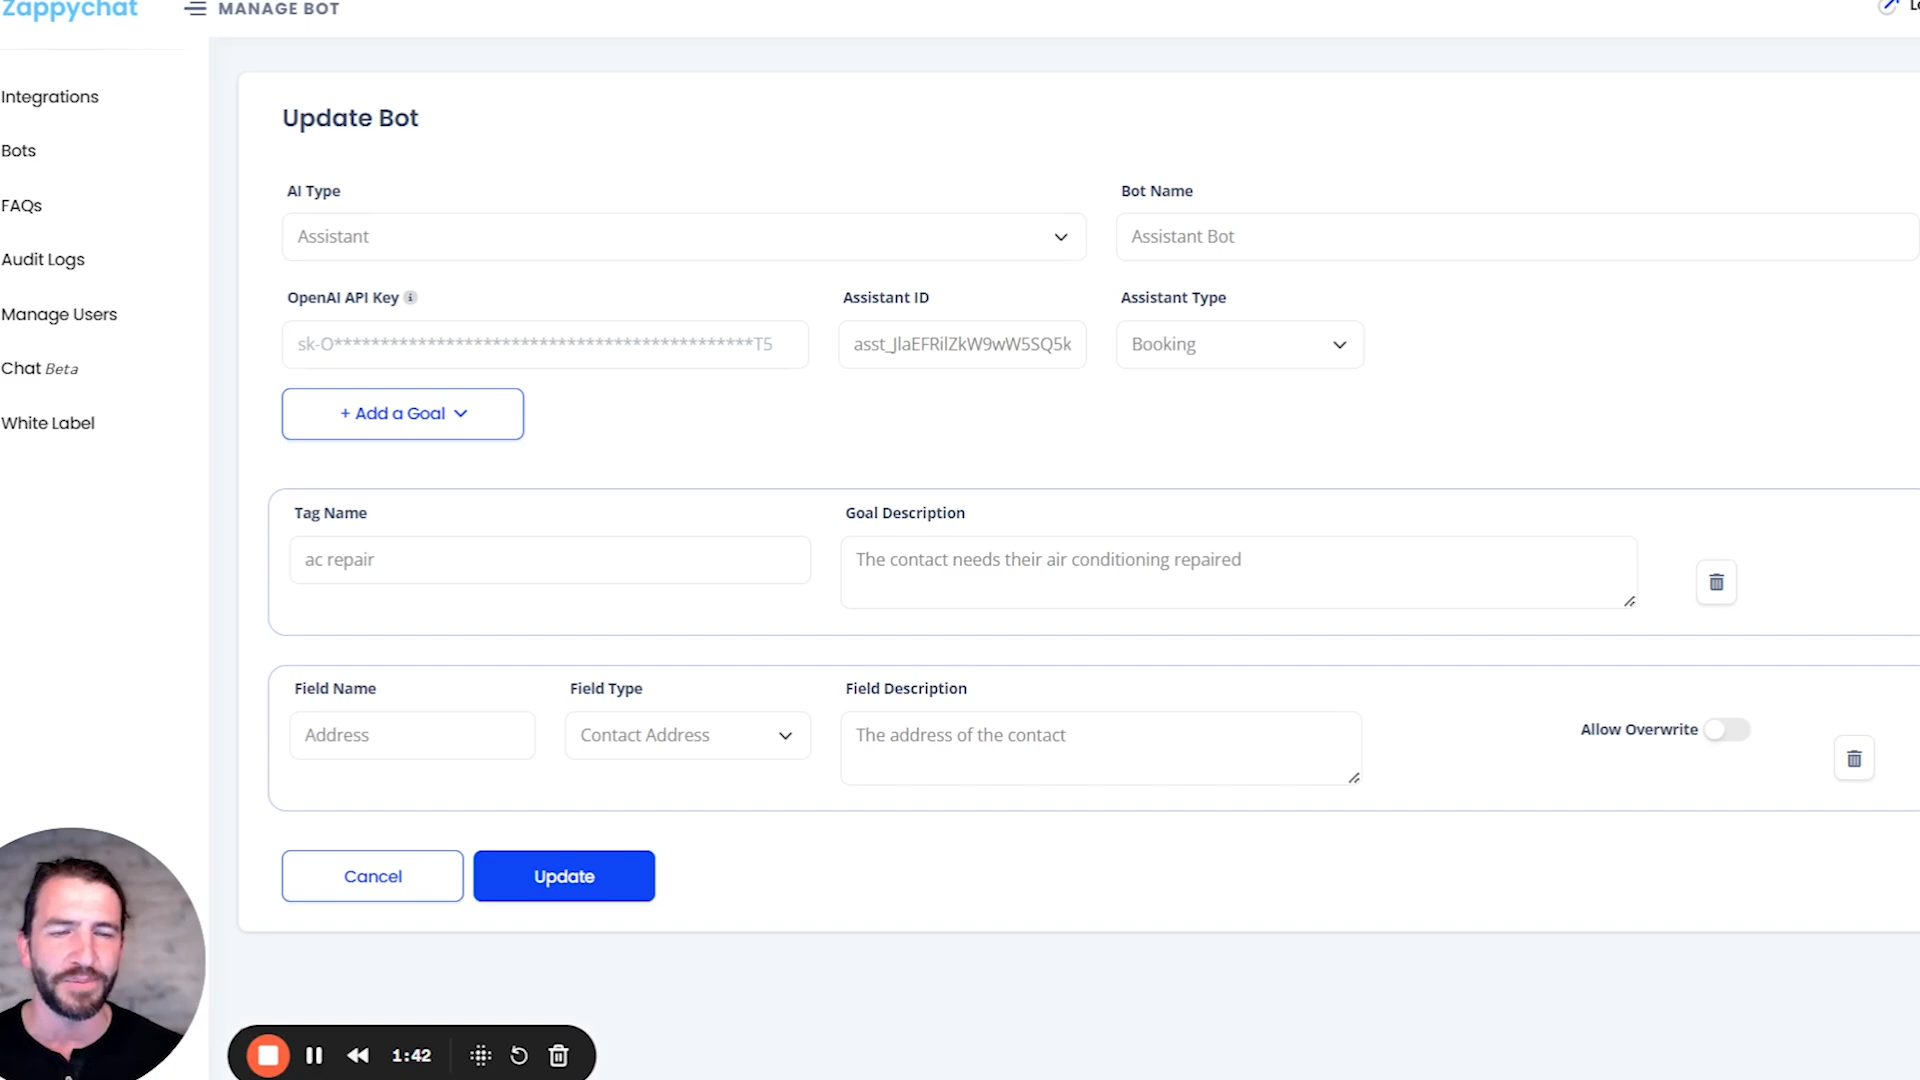 Zappychat
MANAGE BOT
Integrations
Bots
FAQs
Audit Logs
Manage Users
Chat Beta
White Label
Update Bot
AI Type
Bot Name
Assistant
Assistant Bot
OpenAI API Key
Assistant ID
Assistant Type
asst_JlaEFRilZkW9wW5SQ5k
Booking
+ Add a Goal
Tag Name
Goal Description
ac repair
The contact needs their air conditioning repaired
Field Name
Field Type
Field Description
Address
Contact Address
The address of the contact
Allow Overwrite
Cancel
Update
1:42